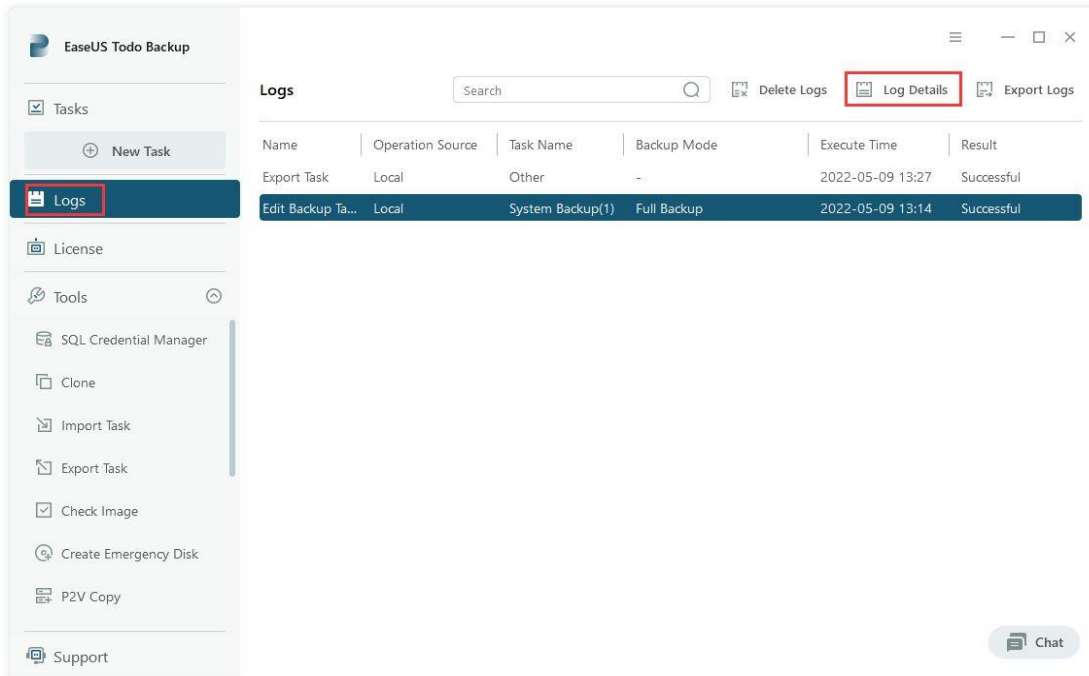 EaseUS Todo Backup
Tasks
New Task
Logs
License
Tools
SQL Credential Manager
Clone
Import Task
Export Task
Check Image
Create Emergency Disk
P2V Copy
Support
Logs Search Delete Logs Log Details Export Logs
Name Operation Source Task Name Backup Mode Execute Time Result
Export Task Local Other - 2022-05-09 13:27 Successful
Edit Backup Ta... Local System Backup(1) Full Backup 2022-05-09 13:14 Successful
Chat